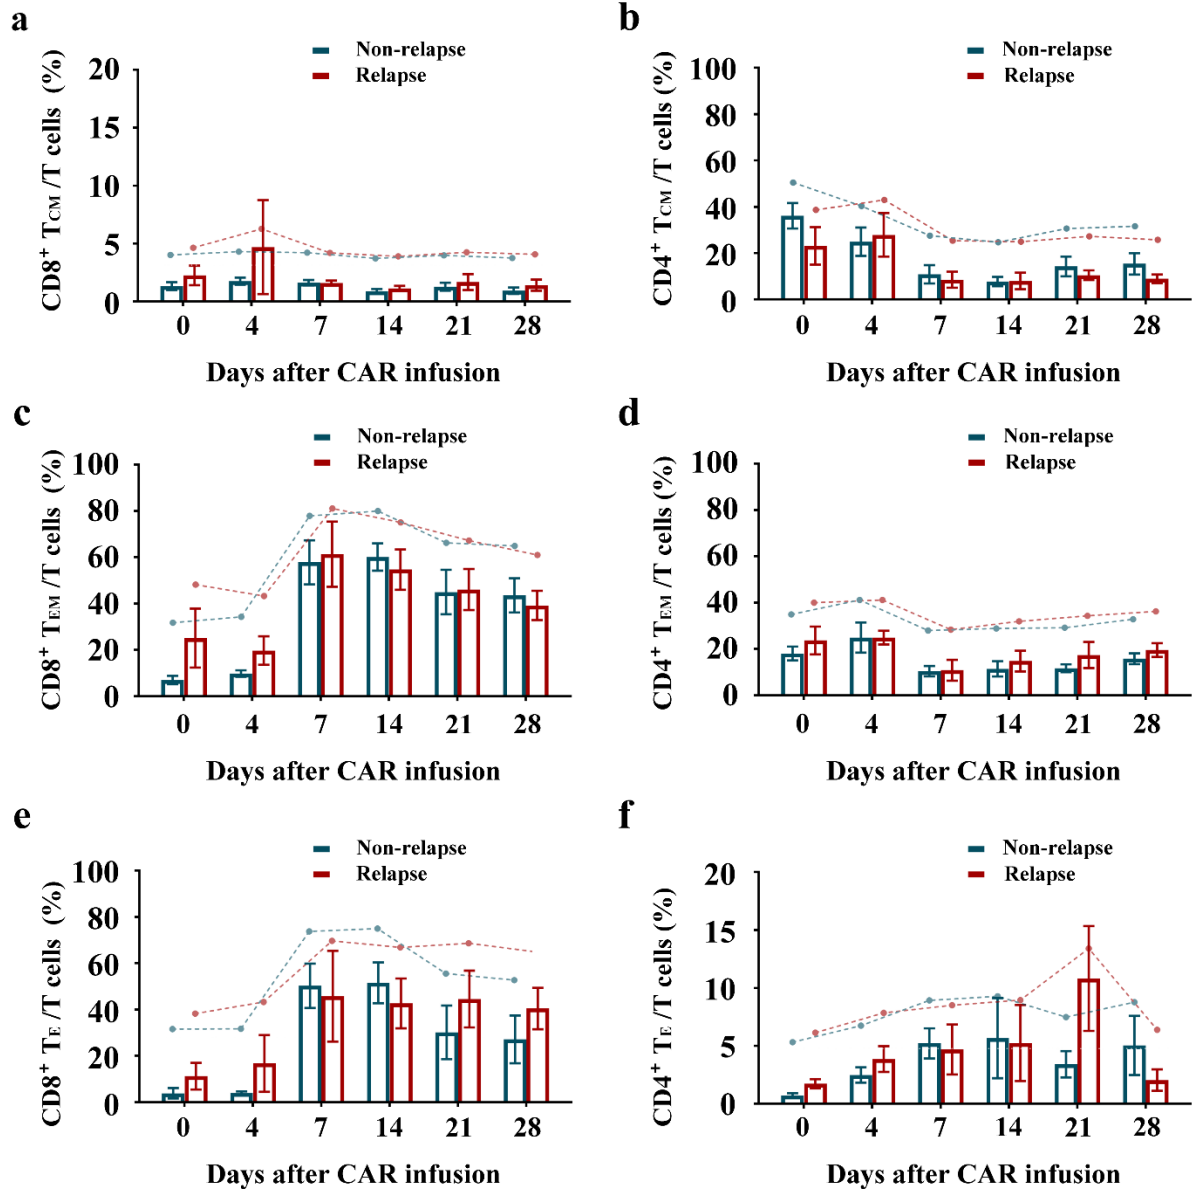 a
Non-relapse
Relapse
CD8+ TCM /T cells (%)
20
15
10
5
0
0 4 7 14 21 28
Days after CAR infusion
b
Non-relapse
Relapse
CD4+ TCM /T cells (%)
100
80
60
40
20
0
0 4 7 14 21 28
Days after CAR infusion
c
Non-relapse
Relapse
CD8+ TEM /T cells (%)
100
80
60
40
20
0
0 4 7 14 21 28
Days after CAR infusion
d
Non-relapse
Relapse
CD4+ TEM /T cells (%)
100
80
60
40
20
0
0 4 7 14 21 28
Days after CAR infusion
e
Non-relapse
Relapse
CD8+ TE /T cells (%)
100
80
60
40
20
0
0 4 7 14 21 28
Days after CAR infusion
f
Non-relapse
Relapse
CD4+ TE /T cells (%)
20
15
10
5
0
0 4 7 14 21 28
Days after CAR infusion